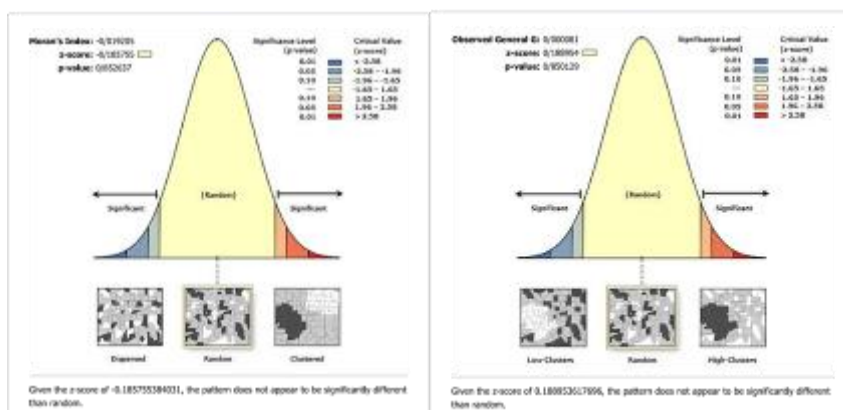 Moran's Index: -0/019205
z-score: -0/185755
p-value: 0/852637
Significance Level
(p-value)
0.01
0.05
0.10
—
0.10
0.05
0.01
Critical Value
(z-score)
< -2.58
-2.58 – -1.96
-1.96 – -1.65
-1.65 – 1.65
1.65 – 1.96
1.96 – 2.58
> 2.58
(Random)
Significant
Significant
Dispersed
Random
Clustered
Given the z-score of -0.185755384031, the pattern does not appear to be significantly different
than random.
Observed General G: 0/000081
z-score: 0/188954
p-value: 0/850129
Significance Level
(p-value)
0.01
0.05
0.10
—
0.10
0.05
0.01
Critical Value
(z-score)
< -2.58
-2.58 – -1.96
-1.96 – -1.65
-1.65 – 1.65
1.65 – 1.96
1.96 – 2.58
> 2.58
(Random)
Significant
Significant
Low-Clusters
Random
High-Clusters
Given the z-score of 0.188953617696, the pattern does not appear to be significantly different
than random.